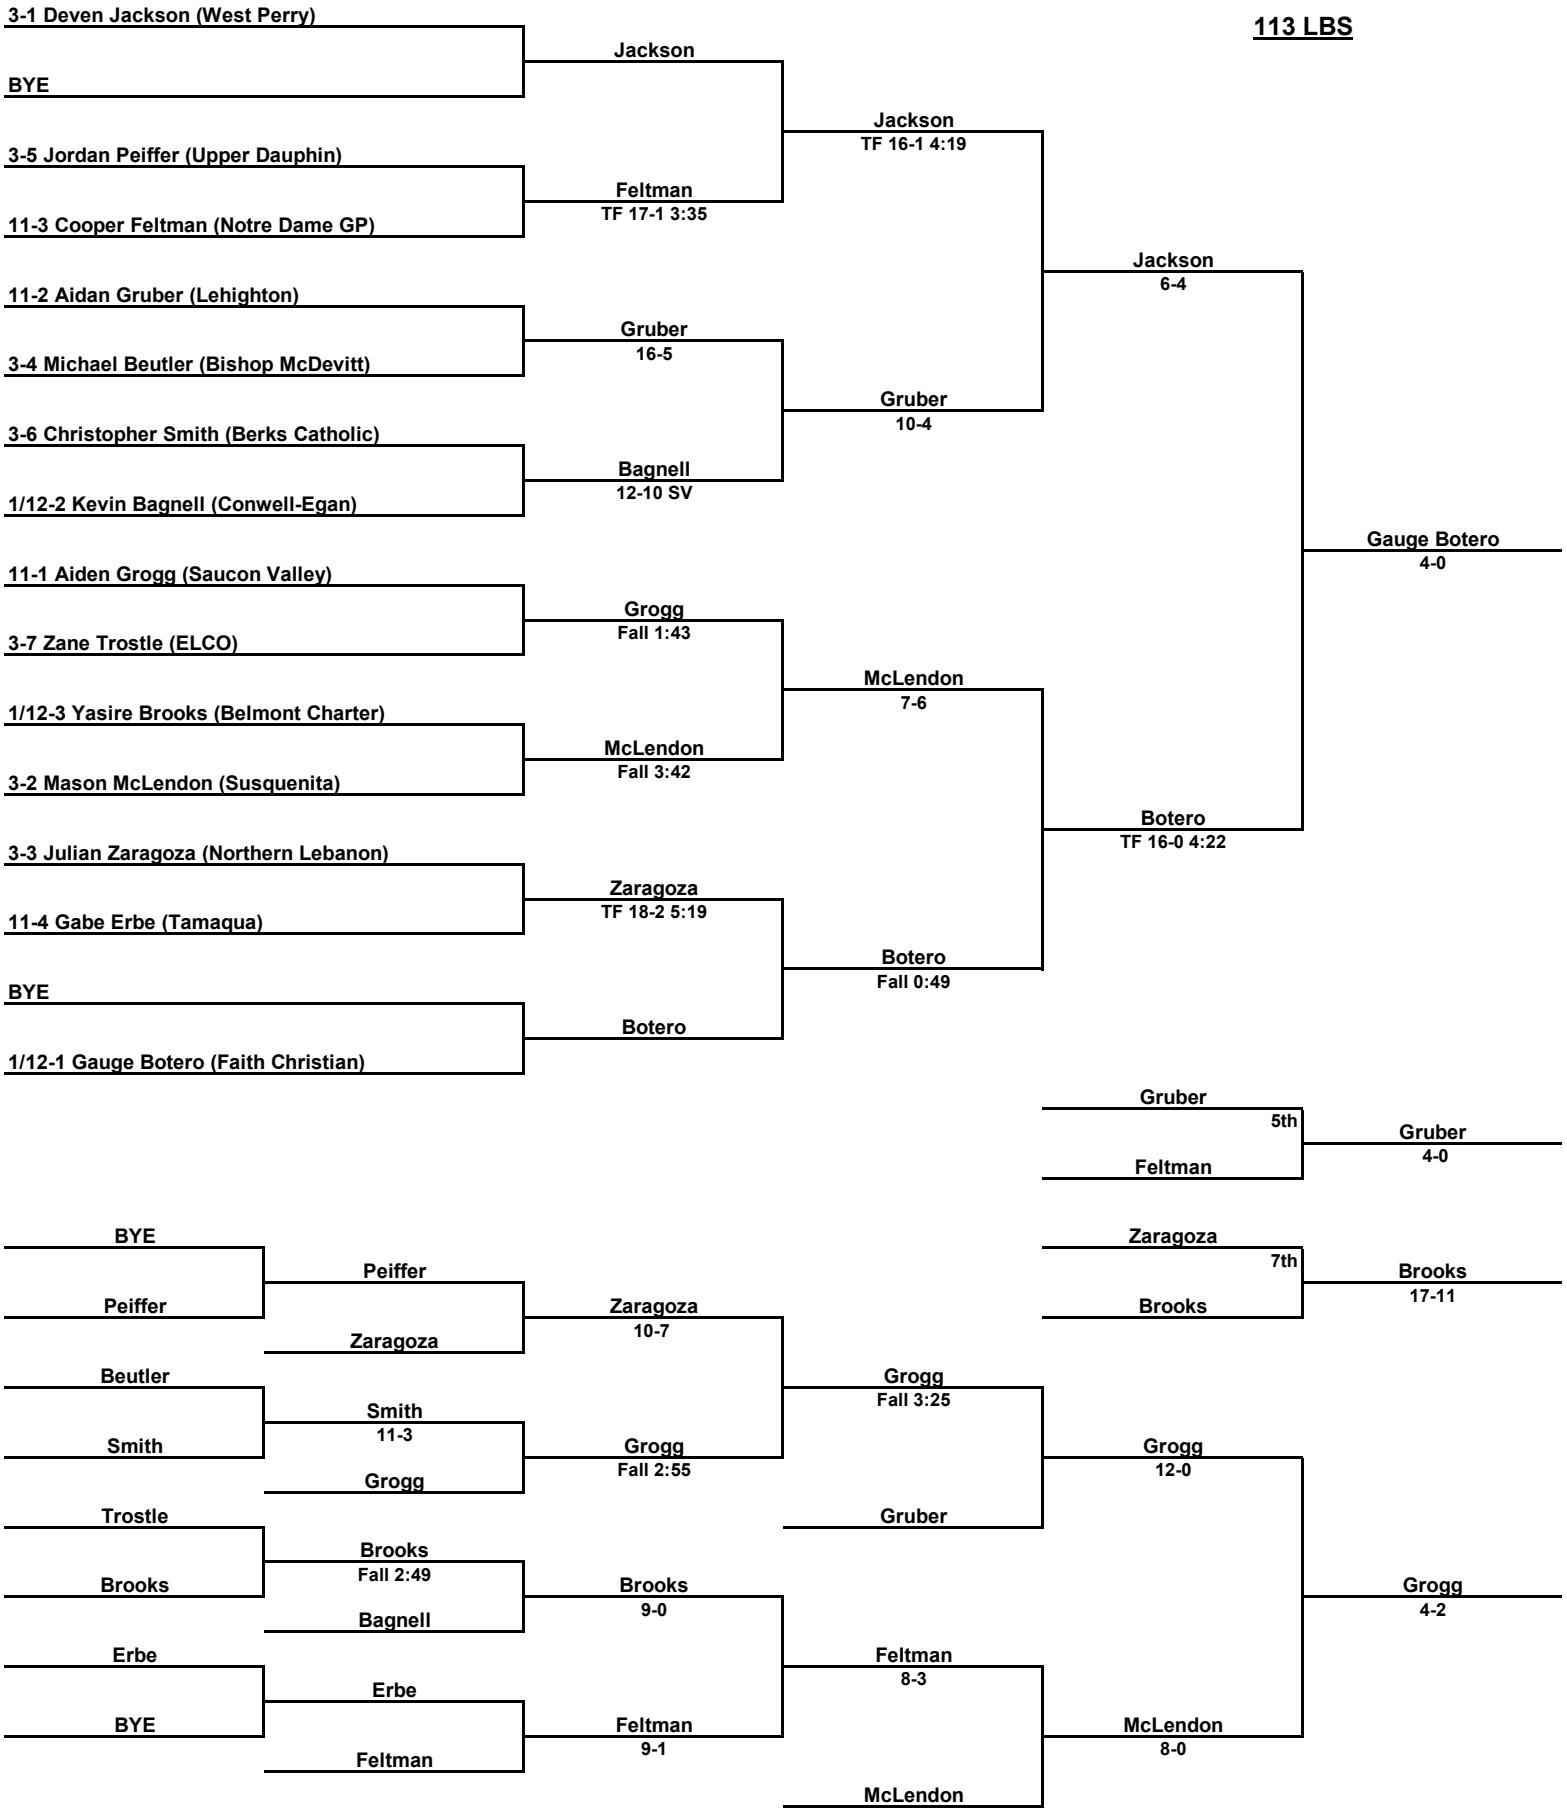 3-1 Deven Jackson (West Perry)
113 LBS
Jackson
BYE
Jackson
TF 16-1 4:19
3-5 Jordan Peiffer (Upper Dauphin)
Feltman
TF 17-1 3:35
11-3 Cooper Feltman (Notre Dame GP)
Jackson
6-4
11-2 Aidan Gruber (Lehighton)
Gruber
16-5
3-4 Michael Beutler (Bishop McDevitt)
Gruber
10-4
3-6 Christopher Smith (Berks Catholic)
Bagnell
12-10 SV
1/12-2 Kevin Bagnell (Conwell-Egan)
Gauge Botero
4-0
11-1 Aiden Grogg (Saucon Valley)
Grogg
Fall 1:43
3-7 Zane Trostle (ELCO)
McLendon
7-6
1/12-3 Yasire Brooks (Belmont Charter)
McLendon
Fall 3:42
3-2 Mason McLendon (Susquenita)
Botero
TF 16-0 4:22
3-3 Julian Zaragoza (Northern Lebanon)
Zaragoza
TF 18-2 5:19
11-4 Gabe Erbe (Tamaqua)
Botero
Fall 0:49
BYE
Botero
1/12-1 Gauge Botero (Faith Christian)
Gruber
5th
Gruber
4-0
Feltman
BYE
Zaragoza
7th
Peiffer
Brooks
17-11
Peiffer
Zaragoza
10-7
Brooks
Zaragoza
Beutler
Grogg
Fall 3:25
Smith
11-3
Smith
Grogg
Fall 2:55
Grogg
12-0
Grogg
Trostle
Gruber
Brooks
Fall 2:49
Brooks
Brooks
9-0
Grogg
4-2
Bagnell
Erbe
Feltman
8-3
Erbe
BYE
Feltman
9-1
McLendon
8-0
Feltman
McLendon